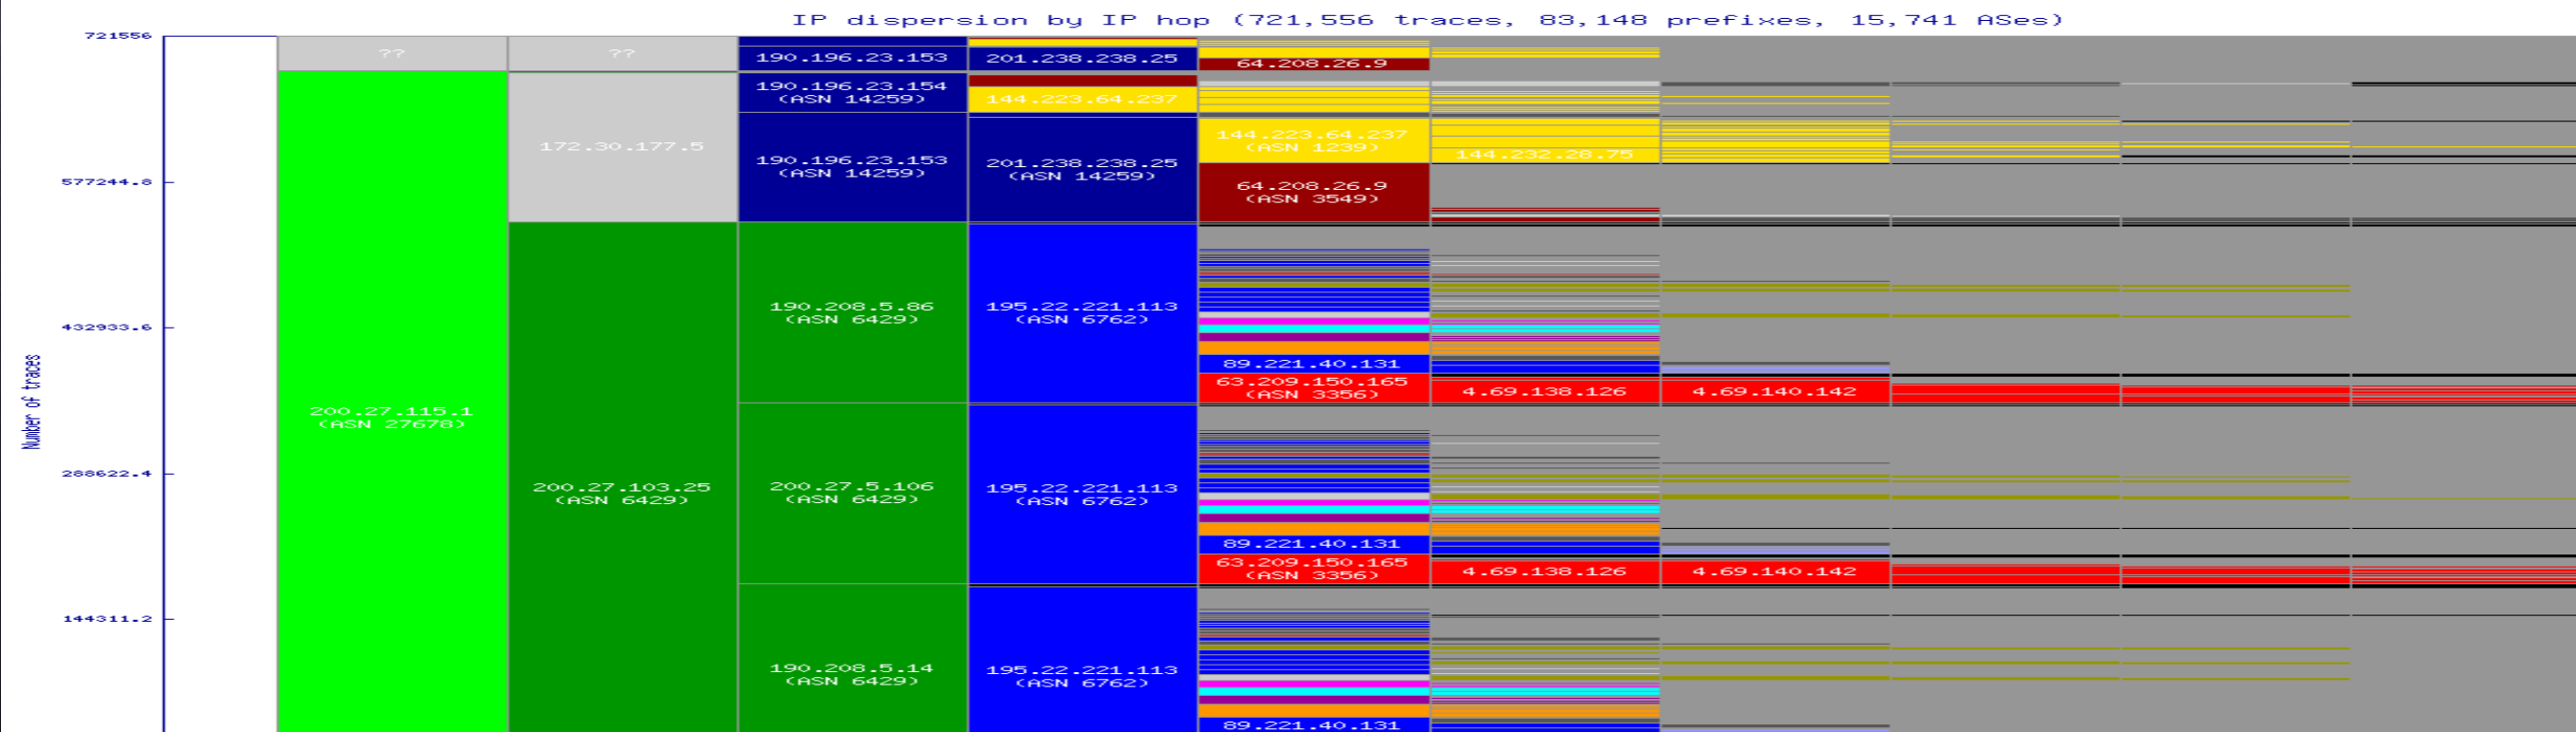 IP dispersion by IP hop (721,556 traces, 83,148 prefixes, 15,741 ASes)
Number of traces
721556
577244.8
432933.6
288622.4
144311.2
??
200.27.115.1
(ASN 27678)
??
172.30.177.5
200.27.103.25
(ASN 6429)
190.196.23.153
190.196.23.154
(ASN 14259)
190.196.23.153
(ASN 14259)
190.208.5.86
(ASN 6429)
200.27.5.106
(ASN 6429)
190.208.5.14
(ASN 6429)
201.238.238.25
144.223.64.237
201.238.238.25
(ASN 14259)
195.22.221.113
(ASN 6762)
195.22.221.113
(ASN 6762)
195.22.221.113
(ASN 6762)
64.208.26.9
144.223.64.237
(ASN 1239)
64.208.26.9
(ASN 3549)
89.221.40.131
63.209.150.165
(ASN 3356)
89.221.40.131
63.209.150.165
(ASN 3356)
89.221.40.131
144.232.28.75
4.69.138.126
4.69.138.126
4.69.140.142
4.69.140.142